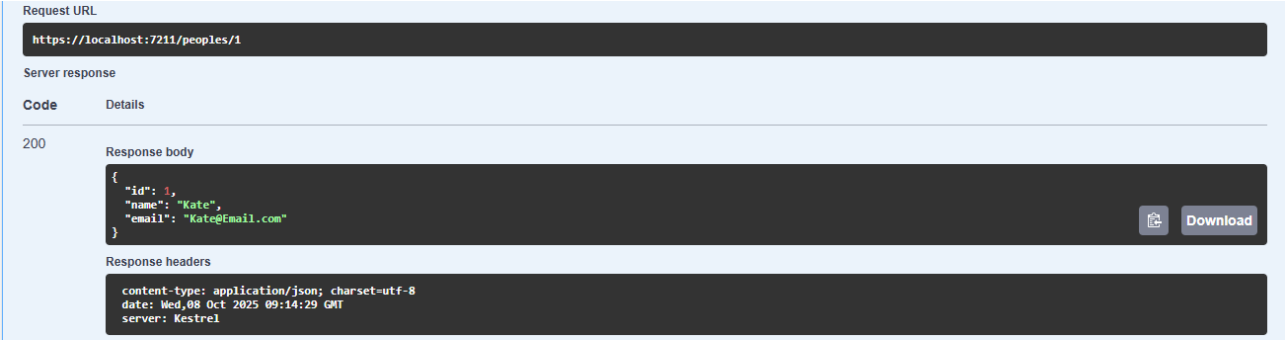 Request URL
https://localhost:7211/peoples/1
Server response
Code Details
200
Response body
{
"id": 1,
"name": "Kate",
"email": "Kate@Email.com"
}
Download
Response headers
content-type: application/json; charset=utf-8
date: Wed,08 Oct 2025 09:14:29 GMT
server: Kestrel